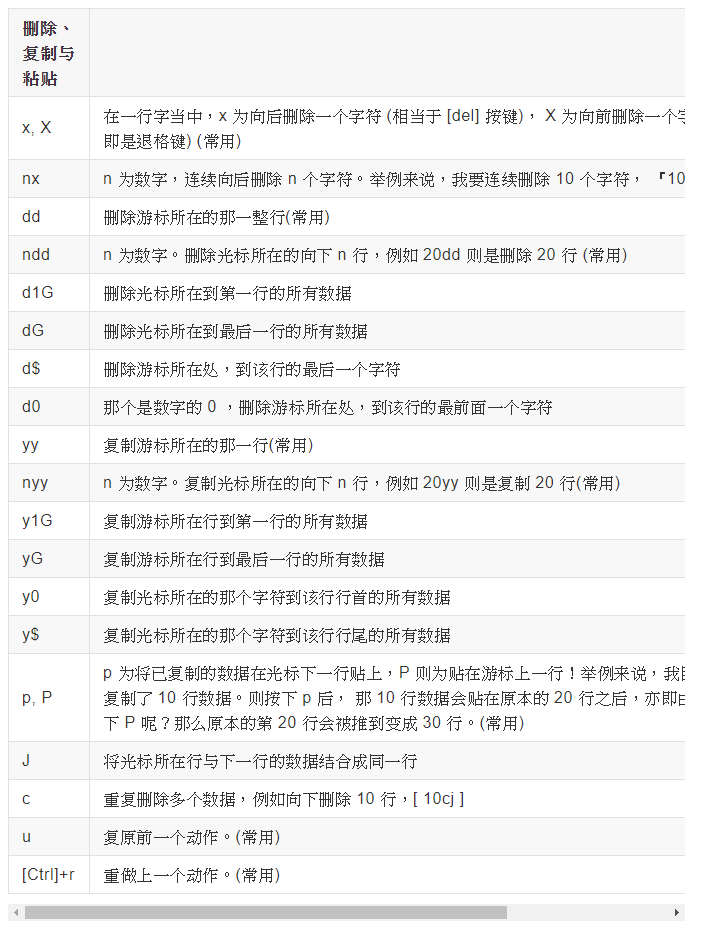 删除、
复制与
粘贴
x, X
在一行字当中，x 为向后删除一个字符 (相当于 [del] 按键)， X 为向前删除一个
即是退格键) (常用)
nx
n 为数字，连续向后删除 n 个字符。举例来说，我要连续删除 10 个字符， 『10
dd
删除游标所在的那一整行(常用)
ndd
n 为数字。删除光标所在的向下 n 行，例如 20dd 则是删除 20 行 (常用)
d1G
删除光标所在到第一行的所有数据
dG
删除光标所在到最后一行的所有数据
d$
删除游标所在处，到该行的最后一个字符
d0
那个是数字的 0 ，删除游标所在处，到该行的最前面一个字符
yy
复制游标所在的那一行(常用)
nyy
n 为数字。复制光标所在的向下 n 行，例如 20yy 则是复制 20 行(常用)
y1G
复制游标所在行到第一行的所有数据
yG
复制游标所在行到最后一行的所有数据
y0
复制光标所在的那个字符到该行行首的所有数据
y$
复制光标所在的那个字符到该行行尾的所有数据
p, P
p 为将已复制的数据在光标下一行贴上，P 则为贴在游标上一行！举例来说，我
复制了 10 行数据。则按下 p 后， 那 10 行数据会贴在原本的 20 行之后，亦即
下 P 呢？那么原本的第 20 行会被推到变成 30 行。(常用)
J
将光标所在行与下一行的数据结合成同一行
c
重复删除多个数据，例如向下删除 10 行，[ 10cj ]
u
复原前一个动作。(常用)
[Ctrl]+r
重做上一个动作。(常用)